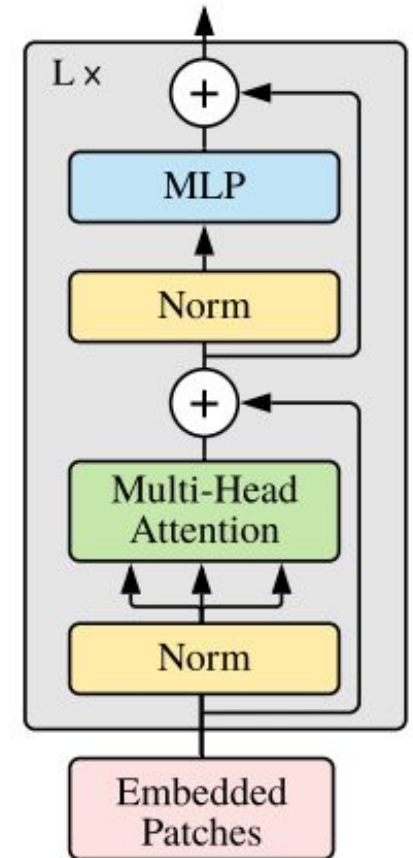 L ×
+
MLP
Norm
+
Multi-Head
Attention
Norm
Embedded
Patches